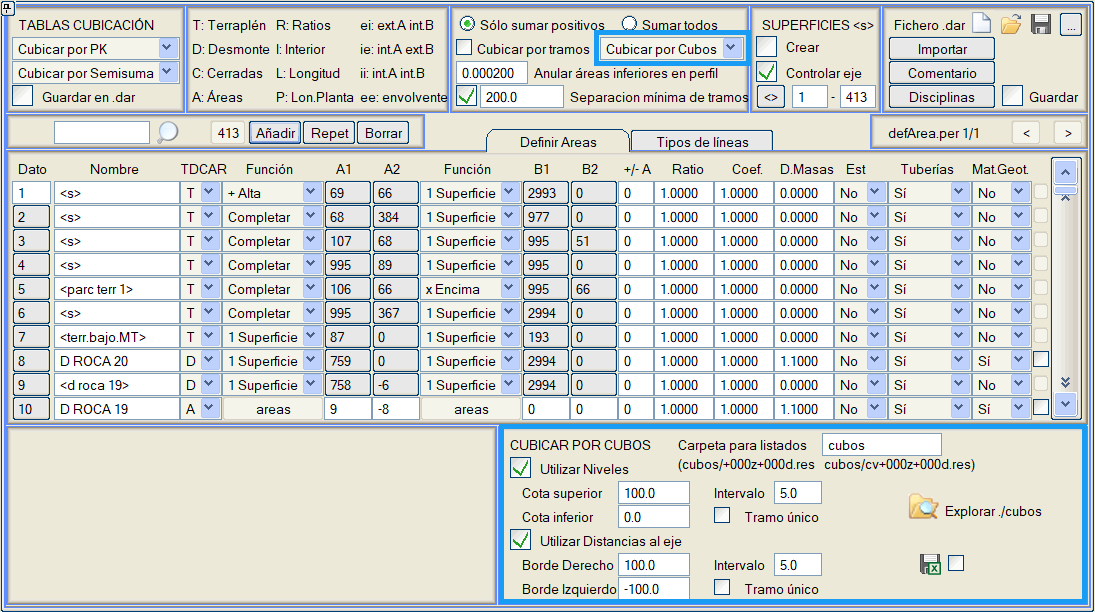 TABLAS CUBICACIÓN
Cubicar por PK
Cubicar por Semisuma
Guardar en .dar
T: Terraplén R: Ratios ei: ext.A int.B
D: Desmonte I: Interior ie: int.A ext.B
C: Cerradas L: Longitud ii: int.A int.B
A: Áreas P: Lon.Planta ee: envolvente
Sólo sumar positivos Sumar todos
Cubicar por tramos Cubicar por Cubos
0.000200 Anular áreas inferiores en perfil
200.0 Separacion mínima de tramos
SUPERFICIES <s>
Crear
Controlar eje
<> 1 - 413
Fichero .dar ...
Importar
Comentario
Disciplinas Guardar
413 Añadir Repet Borrar
Definir Areas Tipos de líneas
defArea.per 1/1 < >
Dato Nombre TDCAR Función A1 A2 Función B1 B2 +/- A Ratio Coef. D.Masas Est Tuberías Mat.Geot.
1 <s> T + Alta 69 66 1 Superficie 2993 0 0 1.0000 1.0000 0.0000 No Sí No
2 <s> T Completar 68 384 1 Superficie 977 0 0 1.0000 1.0000 0.0000 No Sí No
3 <s> T Completar 107 68 1 Superficie 995 51 0 1.0000 1.0000 0.0000 No Sí No
4 <s> T Completar 995 89 1 Superficie 995 0 0 1.0000 1.0000 0.0000 No Sí No
5 <parc terr 1> T Completar 106 66 x Encima 995 66 0 1.0000 1.0000 0.0000 No Sí No
6 <s> T Completar 995 367 1 Superficie 2994 0 0 1.0000 1.0000 0.0000 No Sí No
7 <terr.bajo.MT> T 1 Superficie 87 0 1 Superficie 193 0 0 1.0000 1.0000 0.0000 No Sí No
8 D ROCA 20 D 1 Superficie 759 0 1 Superficie 2994 0 0 1.0000 1.0000 1.1000 No Sí Sí
9 <d roca 19> D 1 Superficie 758 -6 1 Superficie 2994 0 0 1.0000 1.0000 0.0000 No Sí No
10 D ROCA 19 A areas 9 -8 areas 0 0 0 1.0000 1.0000 1.1000 No Sí Sí
CUBICAR POR CUBOS Carpeta para listados cubos
Utilizar Niveles (cubos/+000z+000d.res cubos/cv+000z+000d.res)
Cota superior 100.0 Intervalo 5.0
Cota inferior 0.0 Tramo único
Explorar ./cubos
Utilizar Distancias al eje
Borde Derecho 100.0 Intervalo 5.0
Borde Izquierdo -100.0 Tramo único